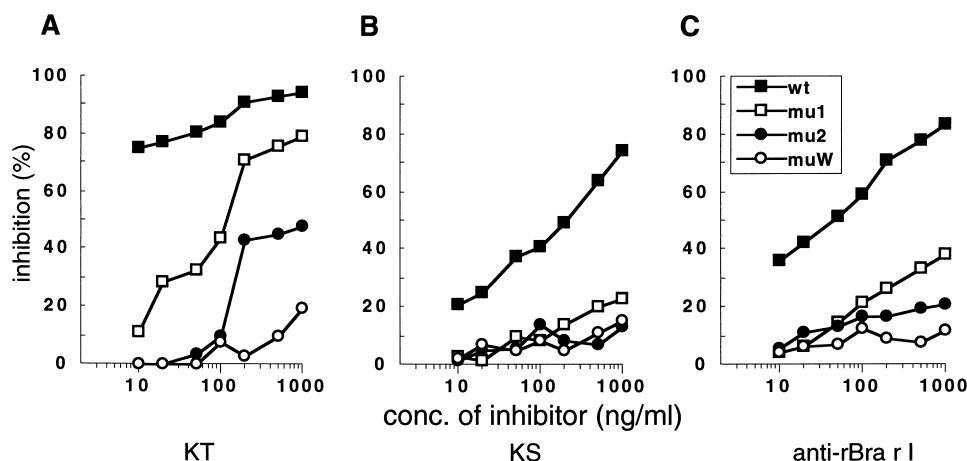 A B C
100 100 100
wt
mu1
mu2
muW
80 80 80
60 60 60
40 40 40
20 20 20
0 0 0
inhibition (%)
10 100 1000 10 100 1000 10 100 1000
conc. of inhibitor (ng/ml)
KT KS anti-rBra r I